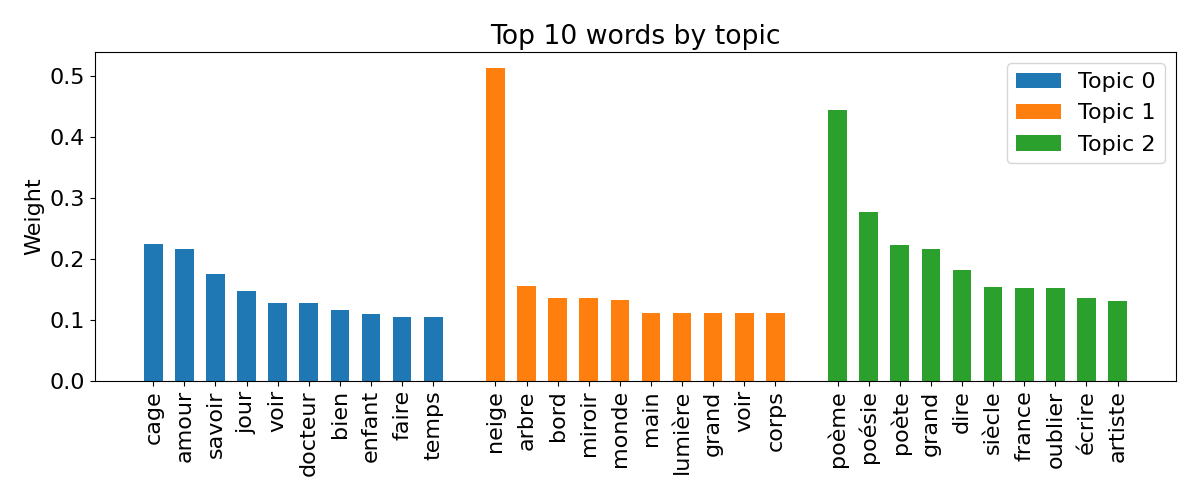 Top 10 words by topic
Weight
0.5
0.4
0.3
0.2
0.1
0.0
Topic 0
Topic 1
Topic 2
cage
amour
savoir
jour
voir
docteur
bien
enfant
faire
temps
neige
arbre
bord
miroir
monde
main
lumière
grand
voir
corps
poème
poésie
poète
grand
dire
siècle
france
oublier
écrire
artiste